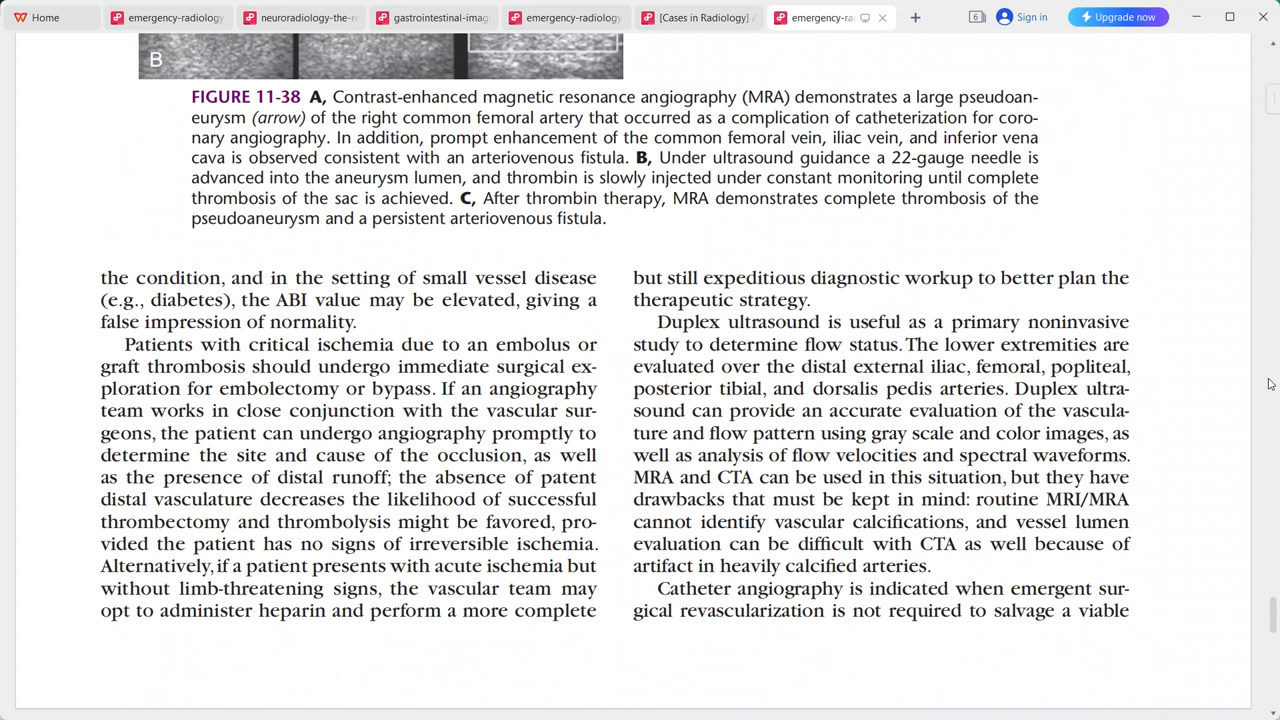 Home
emergency-radiology
neuroradiology-the-r
gastrointestinal-imag
emergency-radiology
[Cases in Radiology]
emergency-ra
6
Sign in
Upgrade now
B
FIGURE 11-38 A, Contrast-enhanced magnetic resonance angiography (MRA) demonstrates a large pseudoan-
eurysm (arrow) of the right common femoral artery that occurred as a complication of catheterization for coro-
nary angiography. In addition, prompt enhancement of the common femoral vein, iliac vein, and inferior vena
cava is observed consistent with an arteriovenous fistula. B, Under ultrasound guidance a 22-gauge needle is
advanced into the aneurysm lumen, and thrombin is slowly injected under constant monitoring until complete
thrombosis of the sac is achieved. C, After thrombin therapy, MRA demonstrates complete thrombosis of the
pseudoaneurysm and a persistent arteriovenous fistula.
the condition, and in the setting of small vessel disease
(e.g., diabetes), the ABI value may be elevated, giving a
false impression of normality.
Patients with critical ischemia due to an embolus or
graft thrombosis should undergo immediate surgical ex-
ploration for embolectomy or bypass. If an angiography
team works in close conjunction with the vascular sur-
geons, the patient can undergo angiography promptly to
determine the site and cause of the occlusion, as well
as the presence of distal runoff; the absence of patent
distal vasculature decreases the likelihood of successful
thrombectomy and thrombolysis might be favored, pro-
vided the patient has no signs of irreversible ischemia.
Alternatively, if a patient presents with acute ischemia but
without limb-threatening signs, the vascular team may
opt to administer heparin and perform a more complete
but still expeditious diagnostic workup to better plan the
therapeutic strategy.
Duplex ultrasound is useful as a primary noninvasive
study to determine flow status. The lower extremities are
evaluated over the distal external iliac, femoral, popliteal,
posterior tibial, and dorsalis pedis arteries. Duplex ultra-
sound can provide an accurate evaluation of the vascula-
ture and flow pattern using gray scale and color images, as
well as analysis of flow velocities and spectral waveforms.
MRA and CTA can be used in this situation, but they have
drawbacks that must be kept in mind: routine MRI/MRA
cannot identify vascular calcifications, and vessel lumen
evaluation can be difficult with CTA as well because of
artifact in heavily calcified arteries.
Catheter angiography is indicated when emergent sur-
gical revascularization is not required to salvage a viable